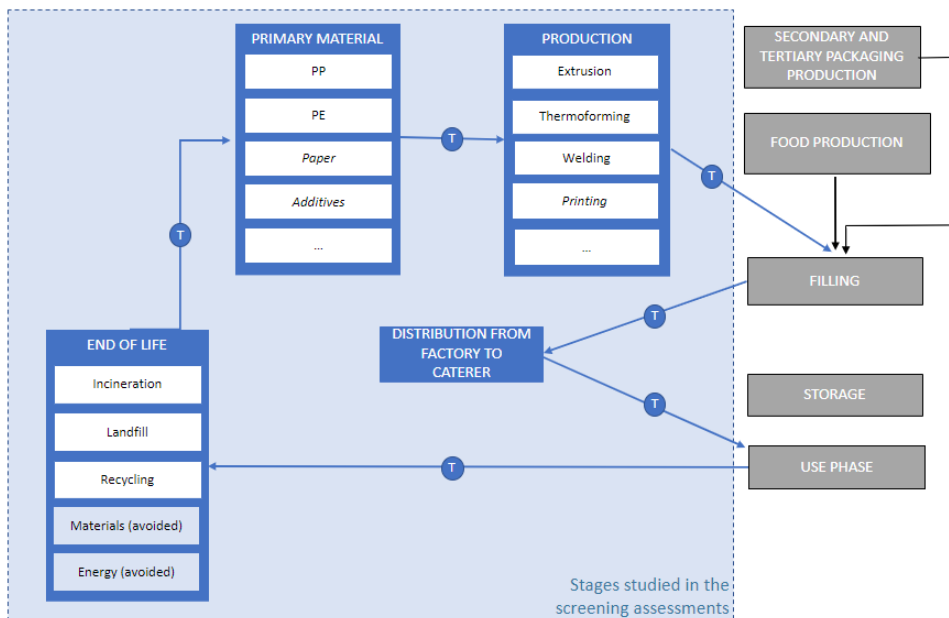 PRIMARY MATERIAL
PP
PE
Paper
Additives
...
PRODUCTION
Extrusion
Thermoforming
Welding
Printing
...
SECONDARY AND
TERTIARY PACKAGING
PRODUCTION
FOOD PRODUCTION
T
T
T
FILLING
T
DISTRIBUTION FROM
FACTORY TO
CATERER
T
STORAGE
USE PHASE
T
END OF LIFE
Incineration
Landfill
Recycling
Materials (avoided)
Energy (avoided)
Stages studied in the
screening assessments